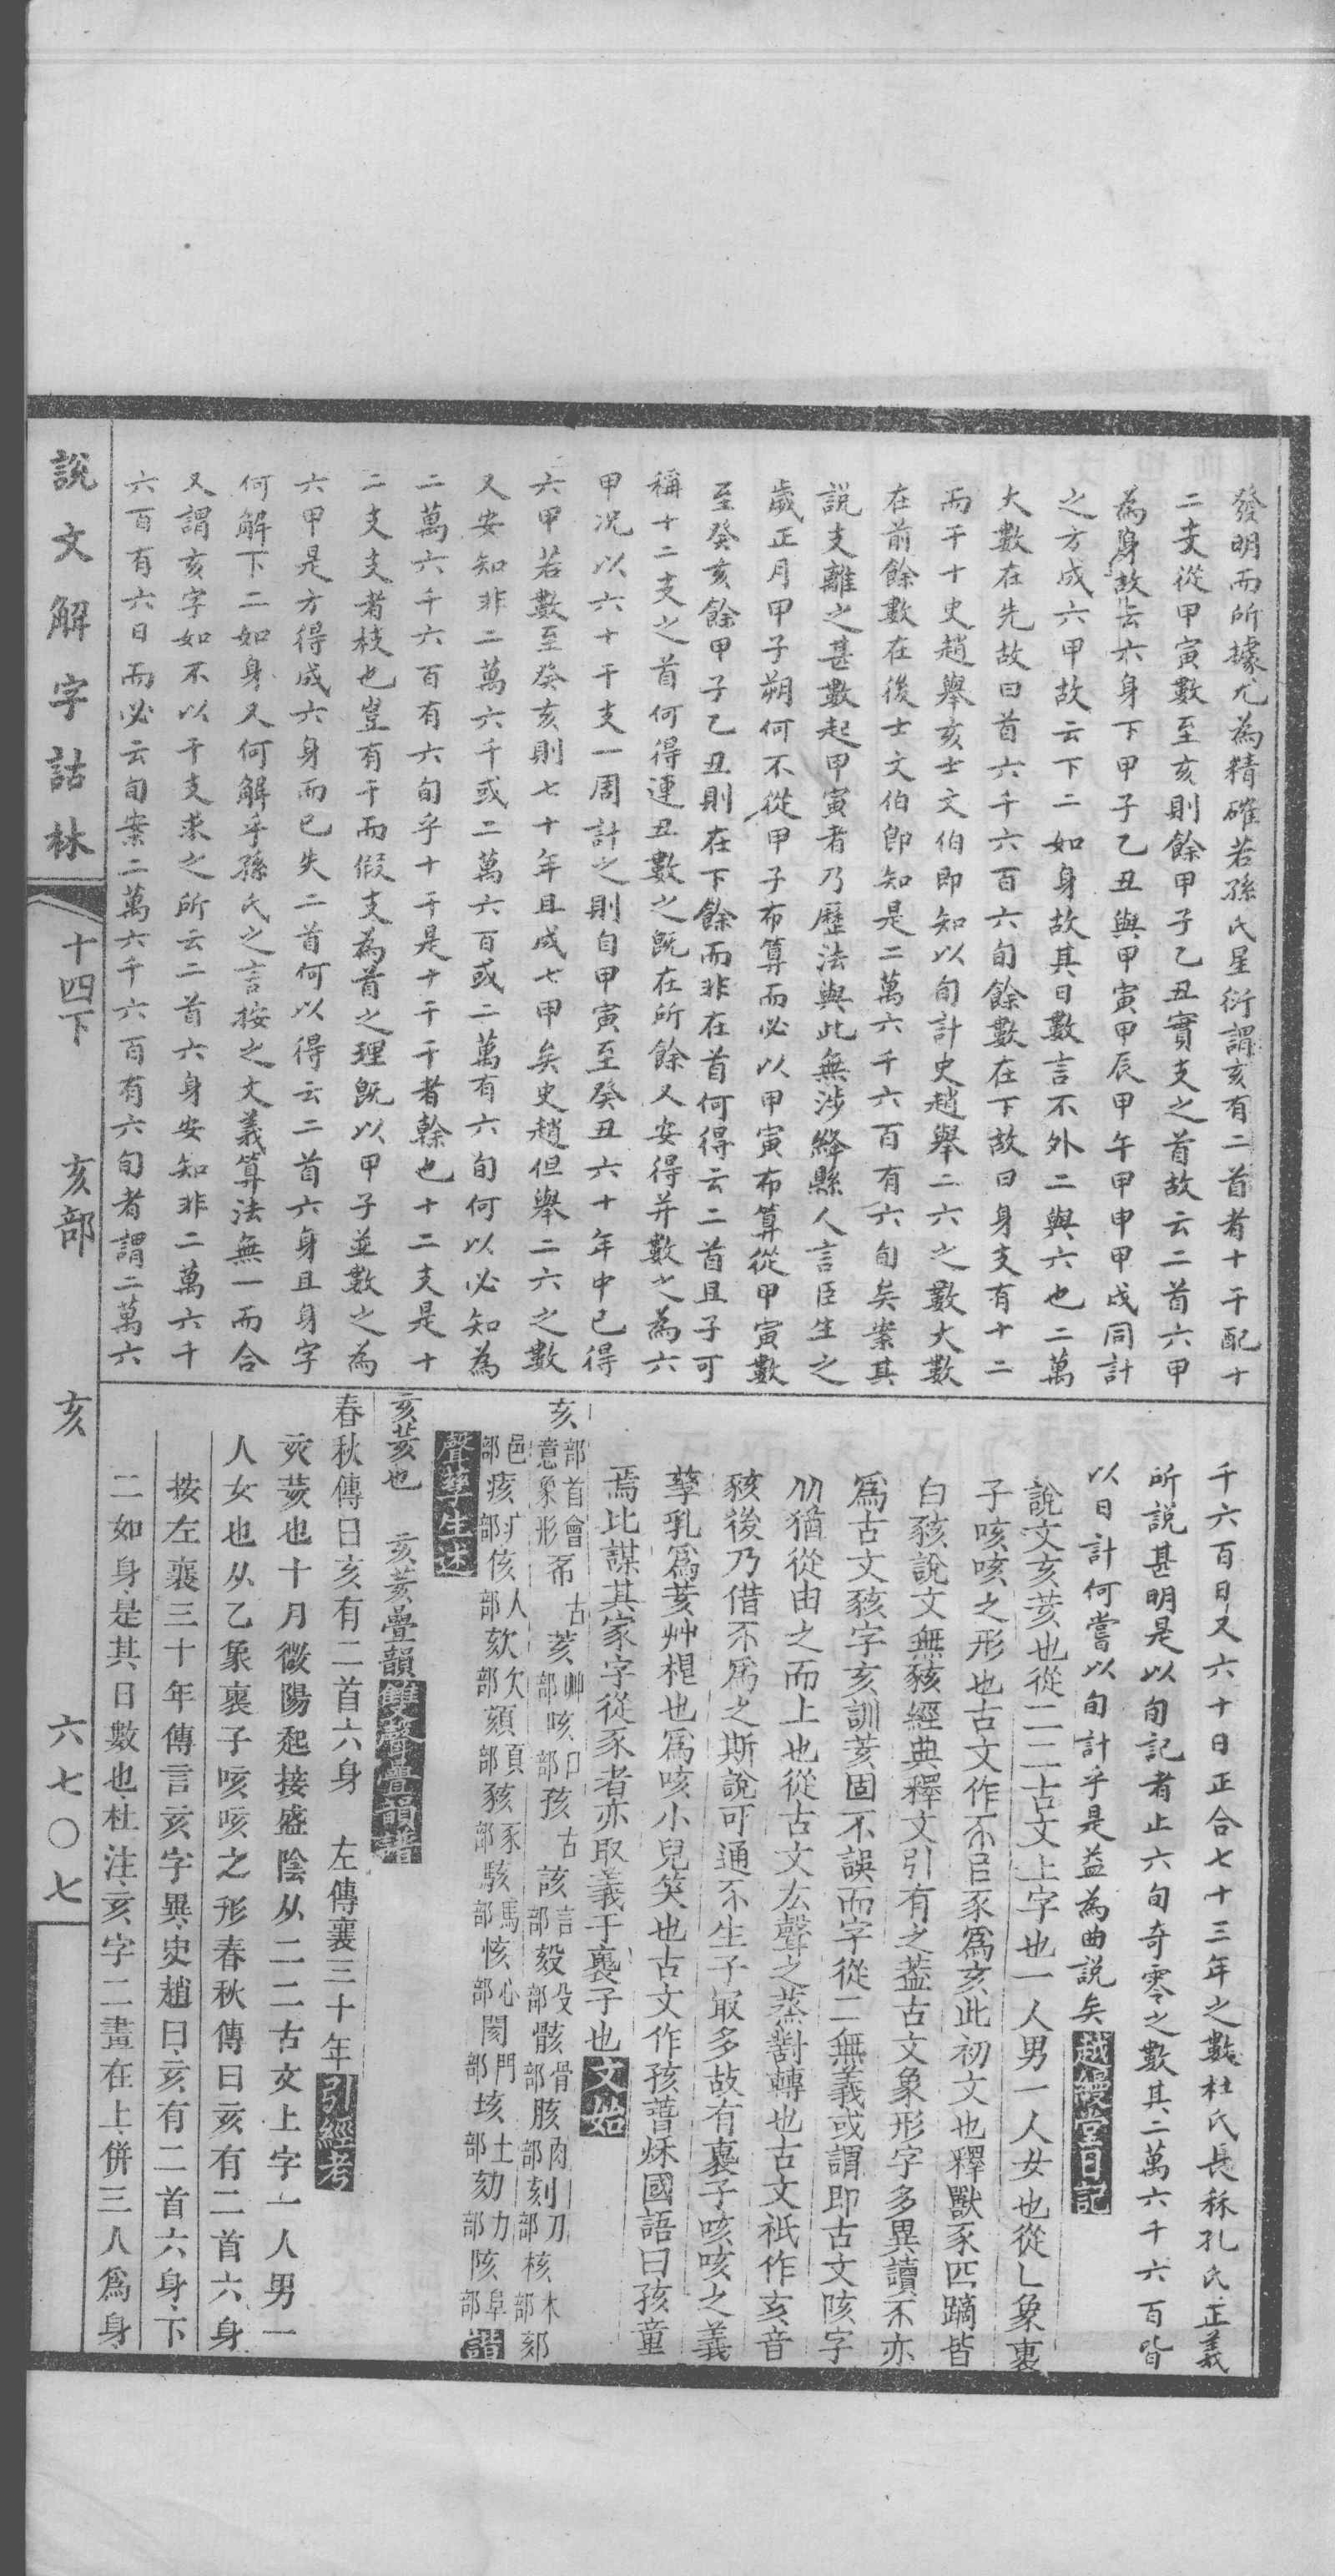 發明而所據尤為精確若孫氏星衍謂亥有二首者十干配十
二支從甲寅數至亥則餘甲子乙丑實支之首故云二首六甲
為身故云六身下甲子乙丑與甲寅甲辰甲午甲申甲戌同計
之方成六甲故云下二如身故其日數言不外二與六也二萬
大數在先故曰首六千六百六旬餘數在下故曰身支有十二
而干十史趙舉亥士文伯即知以旬計史趙舉二六之數大數
在前餘數在後士文伯卽知是二萬六千六百有六旬矣案其
説支離之甚數起甲寅者乃歷法與此無涉絳縣人言臣生之
歲正月甲子朔何不從甲子布算而必以甲寅布算從甲寅數
至癸亥餘甲子乙丑則在下餘而非在首何得云二首且子可
稱十二支之首何得連丑數之旣在所餘又安得并數之為六
甲况以六十干支一周計之則自甲寅至癸丑六十年中已得
六甲若數至癸亥則七十年且成七甲矣史趙但舉二六之數
又安知非二萬六千或二萬六百或二萬有六旬何以必知為
二萬六千六百有六旬乎十干是十干干者榦也十二支是十
二支支者枝也豈有干而假支為首之理旣以甲子並數之為
六甲是方得成六身而已失二首何以得云二首六身且身字
何解下二如身又何解乎孫氏之言按之文義算法無一而合
又謂亥字如不以干支求之所云二首六身安知非二萬六千
六百有六日而必云旬案二萬六千六百有六旬者謂二萬六
千六百日又六十日正合七十三年之數杜氏長秝孔氏正義
所説甚明是以旬記者止六旬奇零之數其二萬六千六百皆
以日計何嘗以旬計乎是益為曲説矣越縵堂日記
說文亥荄也從二二古文上字也一人男一人女也從乚象褱
子咳咳之形也古文作𠀅㠯豕爲亥此初文也釋獸豕四蹢皆
白豥說文無豥經典釋文引有之葢古文象形字多異讀𠀅亦
爲古文豥字亥訓荄固不誤而字從二無義或謂即古文陔字
从猶從由之而上也從古文厷聲之蒸對轉也古文祇作亥音
豥後乃借𠀅爲之斯說可通𠀅生子㝡多故有褱子咳咳之義
孳乳爲荄艸根也爲咳小兒笑也古文作孩䜟烁國語曰孩童
焉比謀其家字從豕者亦取義于褱子也文始
亥部首會意象形𠀅古荄艸部咳口部孩古該言部毅殳部骸骨部胲肉部刻刀部核木部郂
邑部痎疒部侅人部欬欠部頦頁部豥豕部駭馬部㤥心部閡門部垓土部劾力部陔阜部諧
聲孳生述
亥荄也　亥荄疊韻雙聲疊韻譜
春秋傳曰亥有二首六身　左傳襄三十年引經考
亥荄也十月微陽起接盛陰从二二古文上字一人男一
人女也从乙象褱子咳咳之形春秋傳曰亥有二首六身
按左襄三十年傳言亥字異史趙曰亥有二首六身下
二如身是其日數也杜注亥字二畫在上併三人爲身
說文解字詁林　十四下　亥部　亥　六七〇七